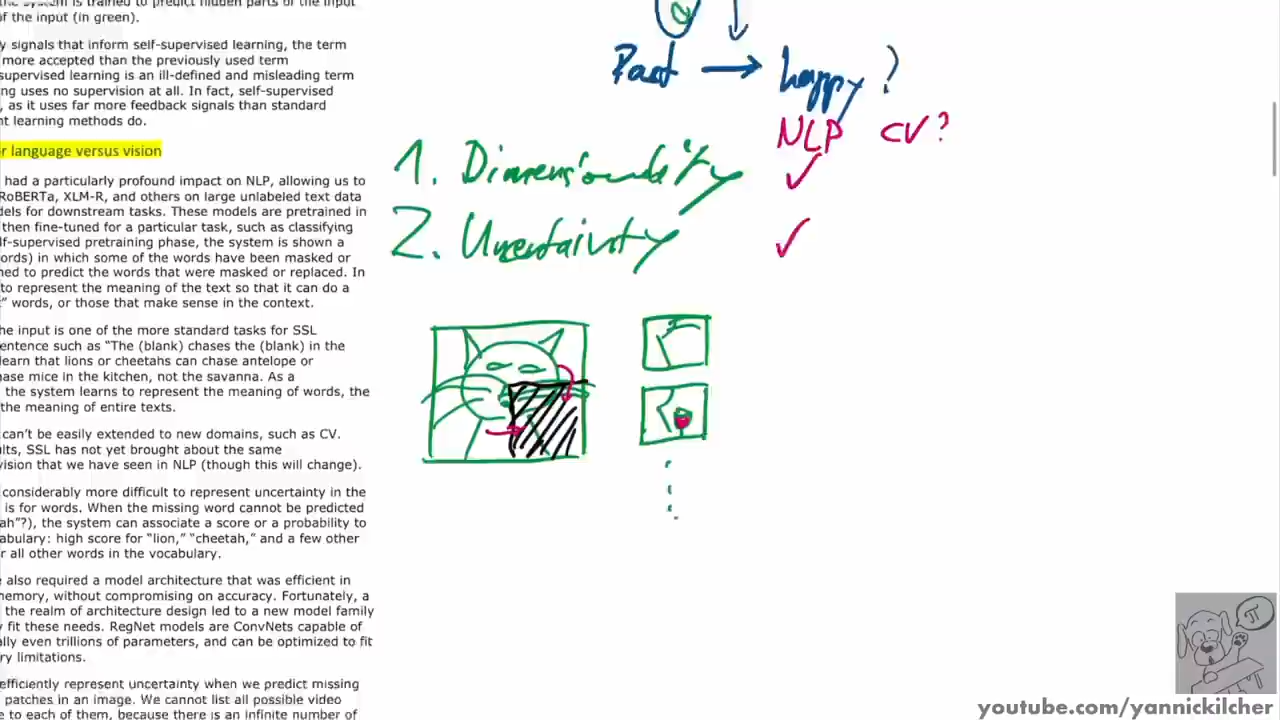 the system is trained to predict hidden parts of the input
of the input (in green).
y signals that inform self-supervised learning, the term
more accepted than the previously used term
supervised learning is an ill-defined and misleading term
ng uses no supervision at all. In fact, self-supervised
, as it uses far more feedback signals than standard
nt learning methods do.
r language versus vision
had a particularly profound impact on NLP, allowing us to
RoBERTa, XLM-R, and others on large unlabeled text data
dels for downstream tasks. These models are pretrained in
then fine-tuned for a particular task, such as classifying
lf-supervised pretraining phase, the system is shown a
ords) in which some of the words have been masked or
ned to predict the words that were masked or replaced. In
to represent the meaning of the text so that it can do a
" words, or those that make sense in the context.
he input is one of the more standard tasks for SSL
entence such as “The (blank) chases the (blank) in the
learn that lions or cheetahs can chase antelope or
hase mice in the kitchen, not the savanna. As a
the system learns to represent the meaning of words, the
the meaning of entire texts.
can’t be easily extended to new domains, such as CV.
ults, SSL has not yet brought about the same
vision that we have seen in NLP (though this will change).
considerably more difficult to represent uncertainty in the
is for words. When the missing word cannot be predicted
ah”?), the system can associate a score or a probability to
abulary: high score for “lion,” “cheetah,” and a few other
r all other words in the vocabulary.
also required a model architecture that was efficient in
memory, without compromising on accuracy. Fortunately, a
the realm of architecture design led to a new model family
y fit these needs. RegNet models are ConvNets capable of
ally even trillions of parameters, and can be optimized to fit
ry limitations.
efficiently represent uncertainty when we predict missing
patches in an image. We cannot list all possible video
e to each of them, because there is an infinite number of
Past → happy ?
NLP CV?
1. Dimensionality ✓
2. Uncertainty ✓
π
youtube.com/yannickilcher